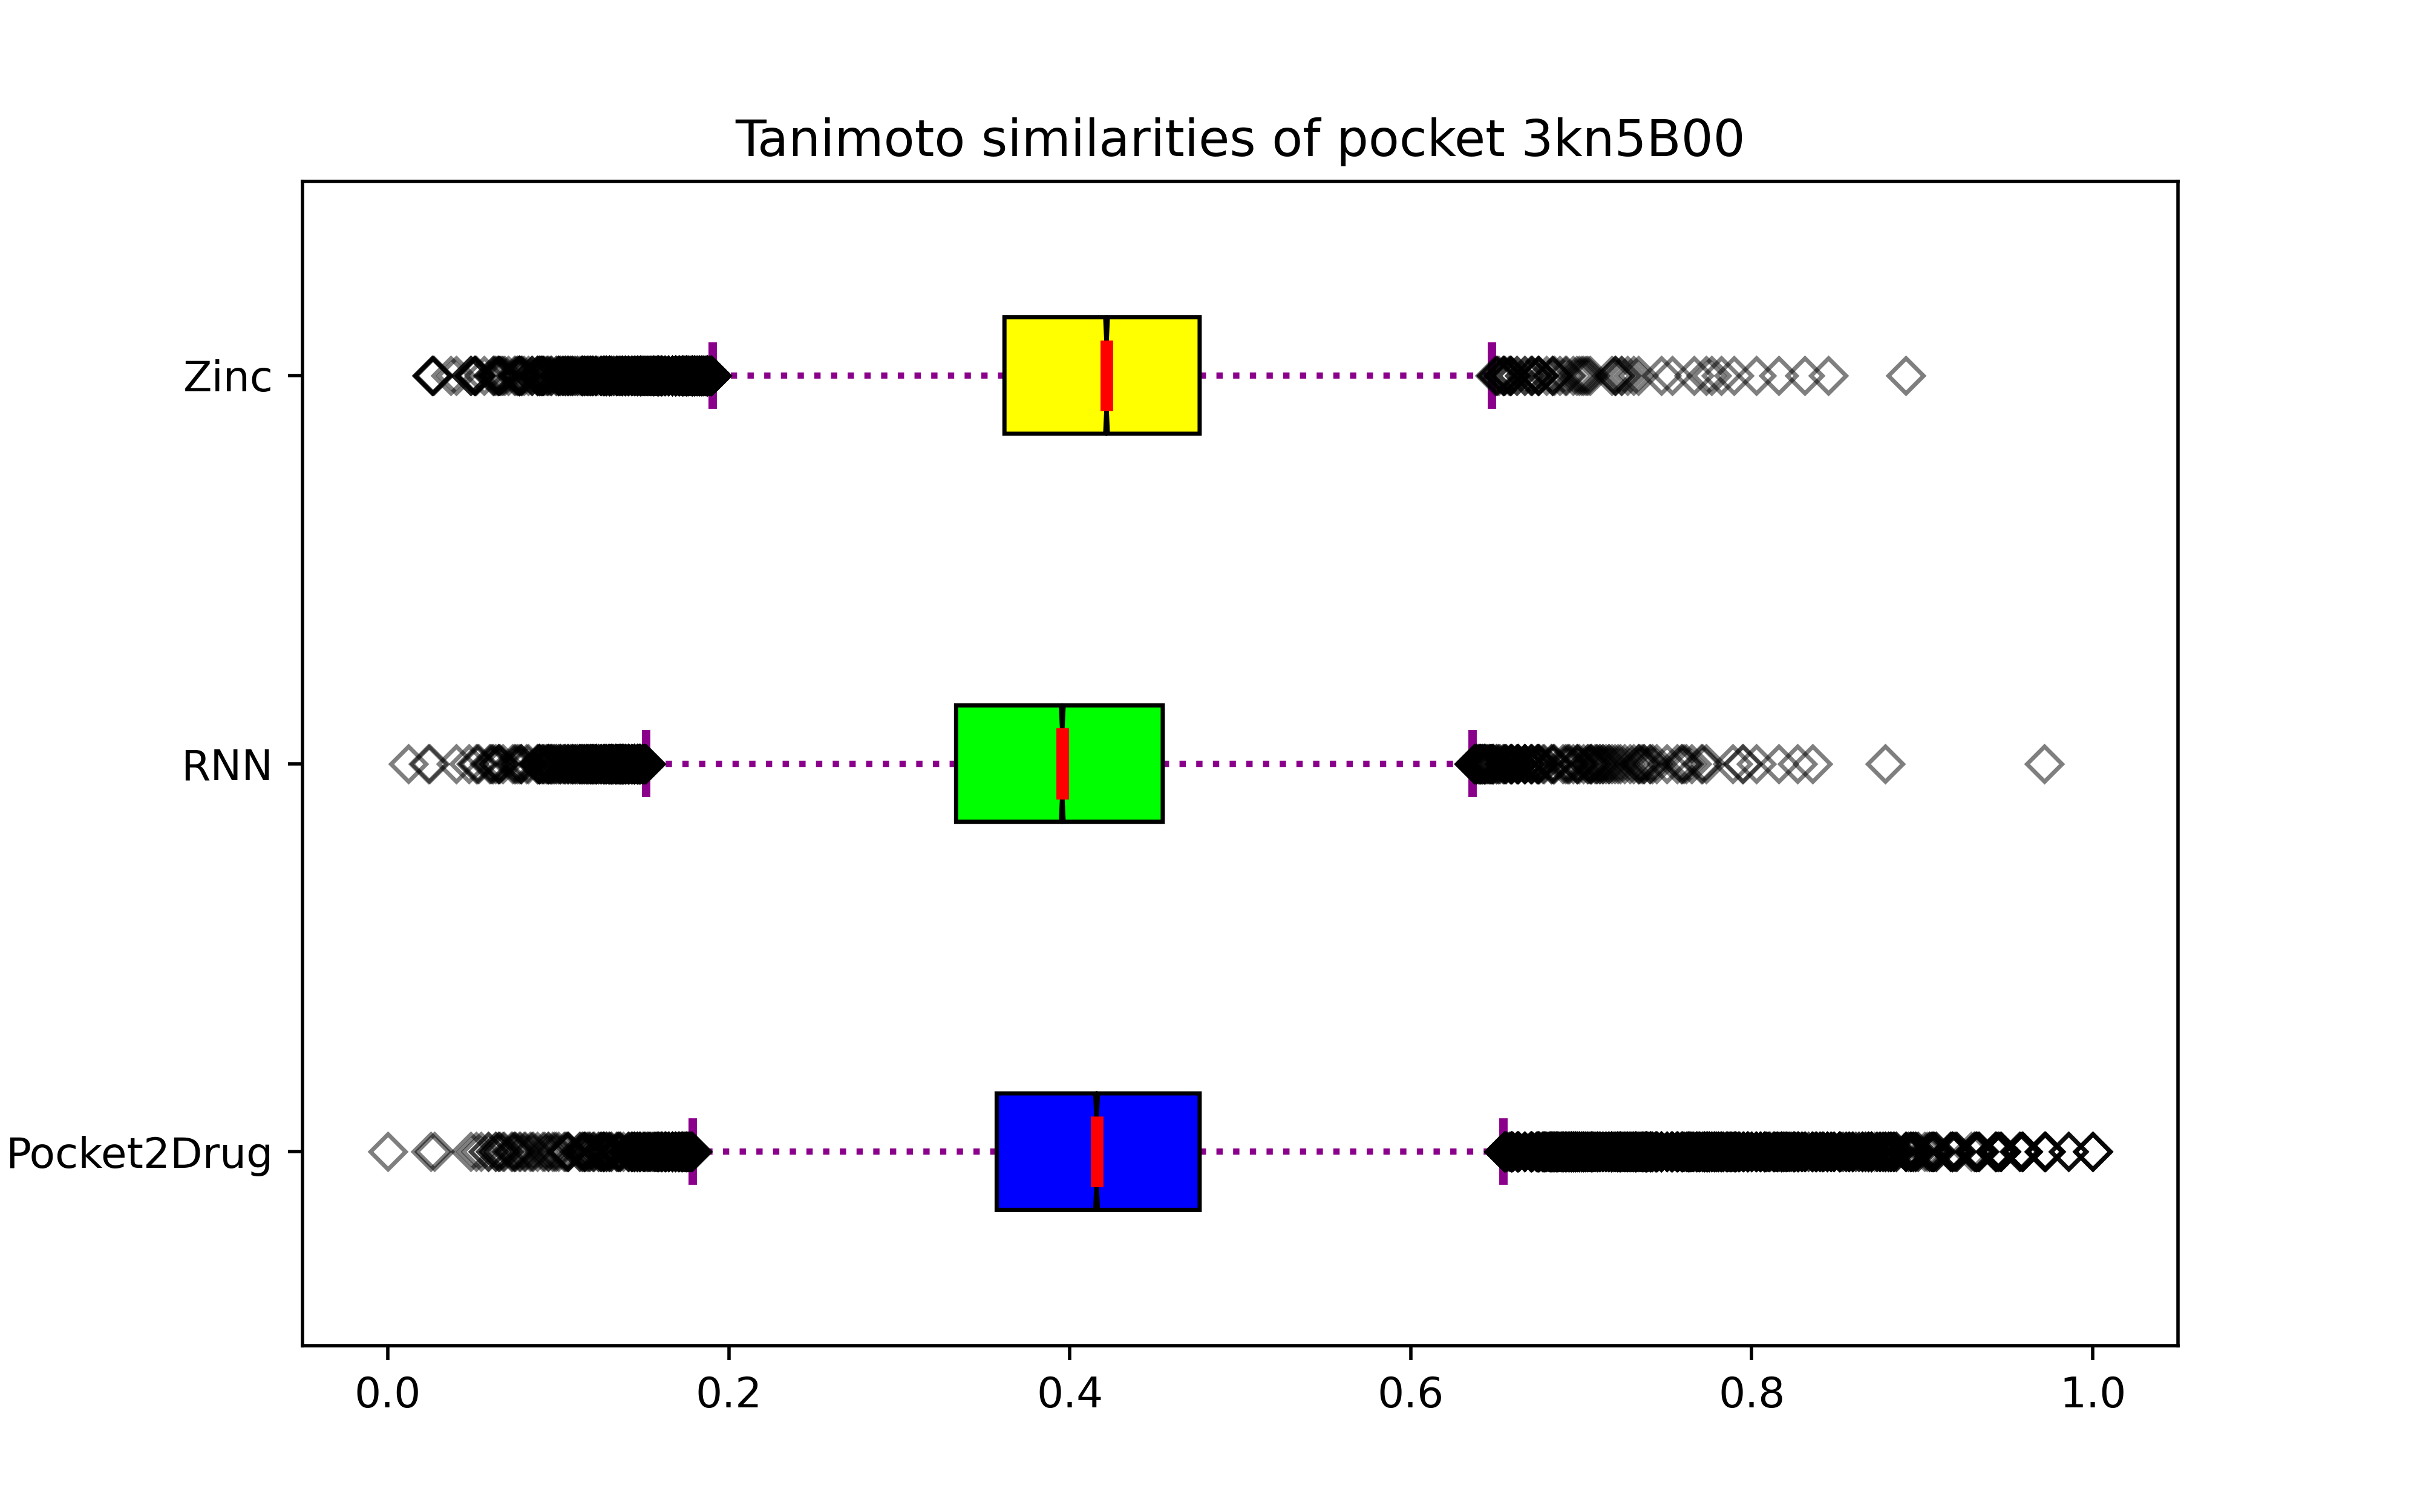 Tanimoto similarities of pocket 3kn5B00
Zinc
RNN
Pocket2Drug
0.0 0.2 0.4 0.6 0.8 1.0